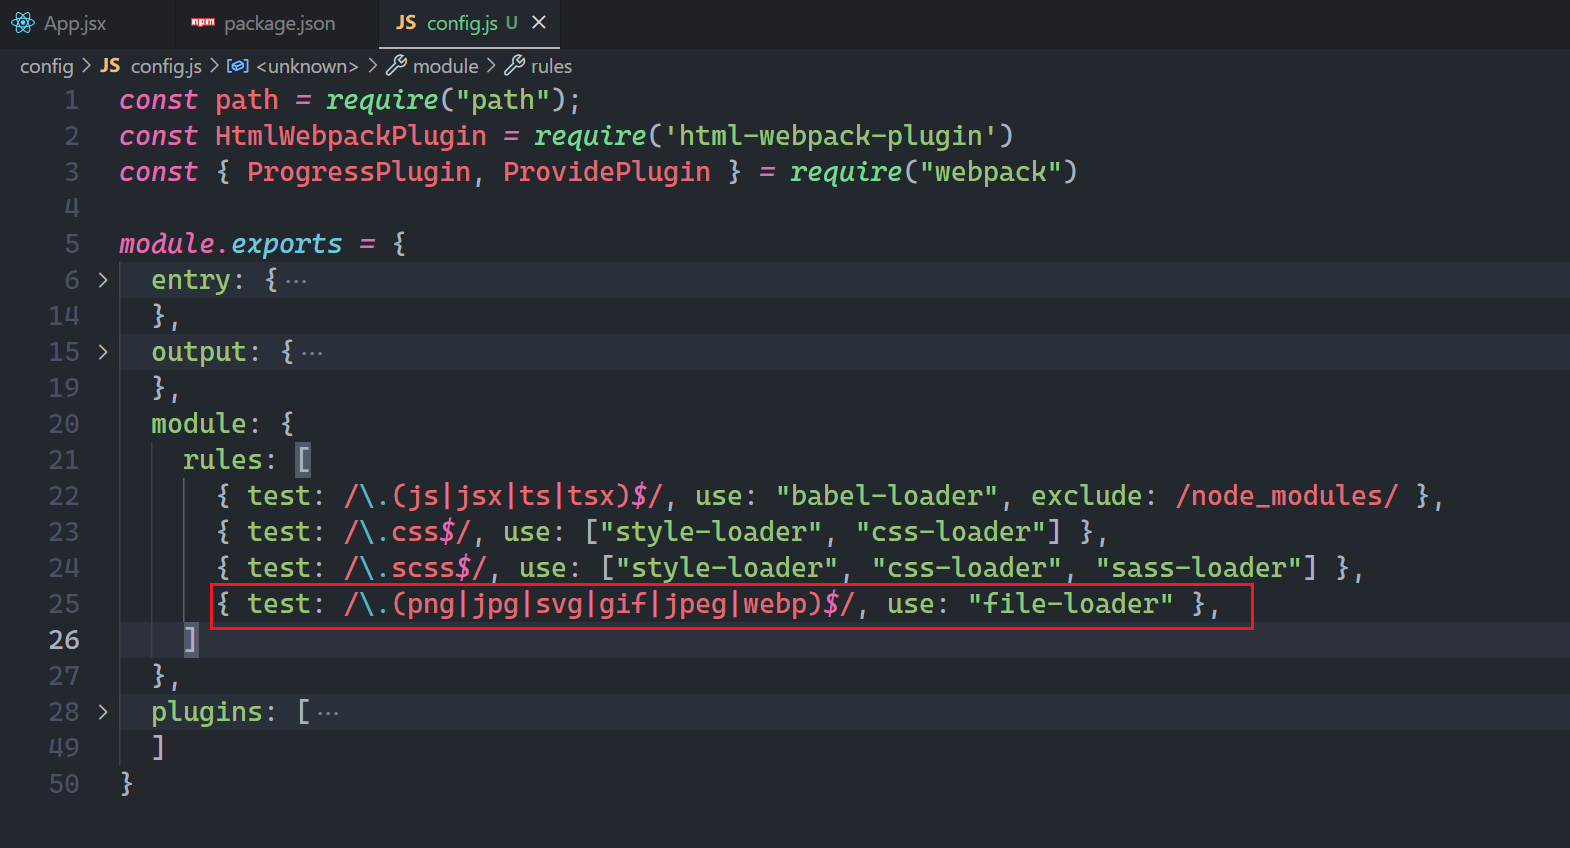 App.jsx
npm package.json
JS config.js U
config > JS config.js > <unknown> > module > rules
1 const path = require("path");
2 const HtmlWebpackPlugin = require('html-webpack-plugin')
3 const { ProgressPlugin, ProvidePlugin } = require("webpack")
4
5 module.exports = {
6 > entry: { ···
14 },
15 > output: { ···
19 },
20 module: {
21 rules: [
22 { test: /\.(js|jsx|ts|tsx)$/, use: "babel-loader", exclude: /node_modules/ },
23 { test: /\.css$/, use: ["style-loader", "css-loader"] },
24 { test: /\.scss$/, use: ["style-loader", "css-loader", "sass-loader"] },
25 { test: /\.(png|jpg|svg|gif|jpeg|webp)$/, use: "file-loader" },
26 ]
27 },
28 > plugins: [ ···
49 ]
50 }